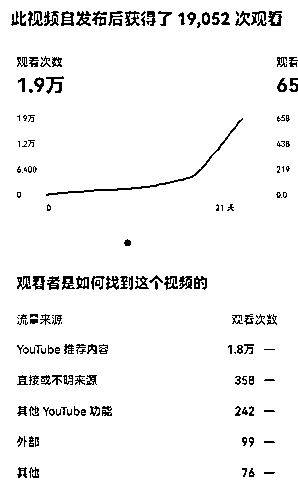 此视频自发布后获得了 19,052 次观看
观看次数
1.9万
观看
65
1.9万
1.2万
6,400
0
0
21 天
658
438
219
0.0
观看者是如何找到这个视频的
流量来源
观看次数
YouTube 推荐内容
1.8万 —
直接或不明来源
358 —
其他 YouTube 功能
242 —
外部
99 —
其他
76 —